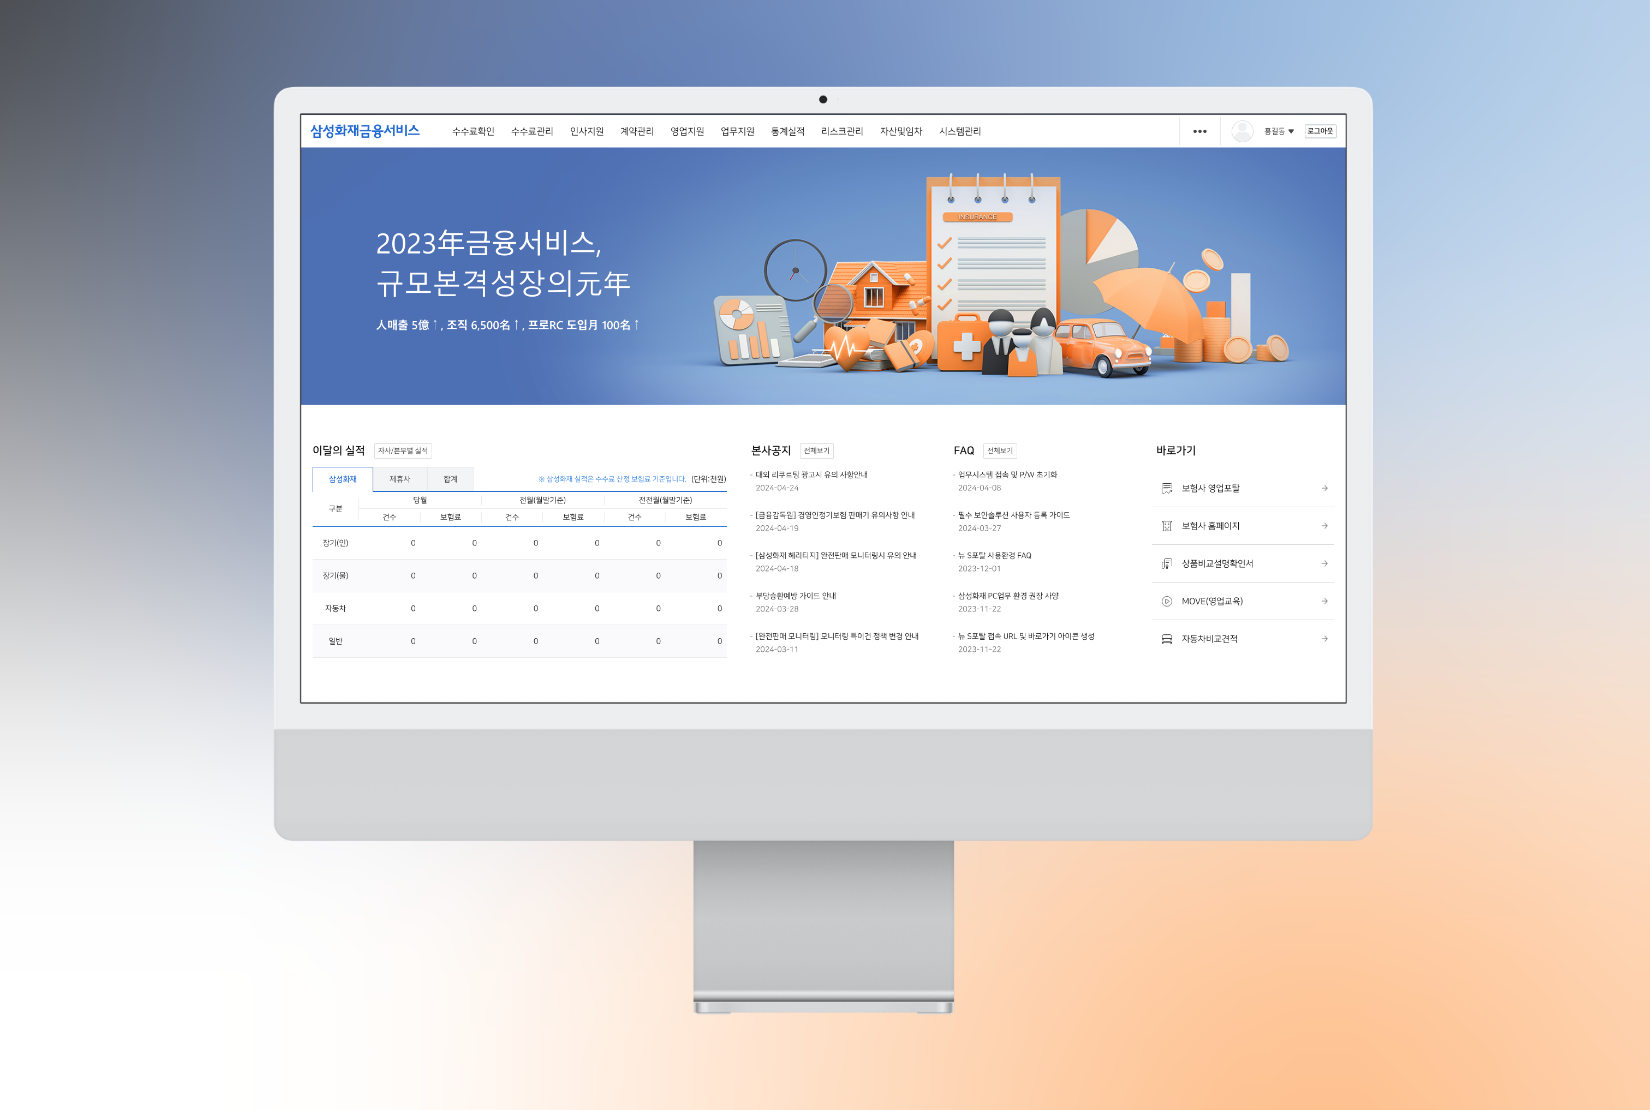 삼성화재금융서비스
수수료확인 수수료관리 인사지원 계약관리 영업지원 업무지원 통계실적 리스크관리 자산및임차 시스템관리
••• 홍길동 ▼ 로그아웃
INSURANCE
2023年금융서비스,
규모본격성장의元年
人매출 5億↑, 조직 6,500名↑, 프로RC 도입月 100名↑
이달의 실적 자사/본부별 실적
삼성화재 제휴사 합계
※ 삼성화재 실적은 수수료 산정 보험료 기준입니다. (단위:천원)
구분 당월 전월(월말기준) 전전월(월말기준)
건수 보험료 건수 보험료 건수 보험료
장기(인) 0 0 0 0 0 0
장기(물) 0 0 0 0 0 0
자동차 0 0 0 0 0 0
일반 0 0 0 0 0 0
본사공지 전체보기
- 대외 리쿠르팅 광고시 유의 사항안내
2024-04-24
- [금융감독원] 경영인정기보험 판매기 유의사항 안내
2024-04-19
- [삼성화재 헤리티지] 완전판매 모니터링시 유의 안내
2024-04-18
- 부당승환예방 가이드 안내
2024-03-28
- [완전판매 모니터링] 모니터링 특이건 정책 변경 안내
2024-03-11
FAQ 전체보기
- 업무시스템 접속 및 P/W 초기화
2024-04-08
- 필수 보안솔루션 사용자 등록 가이드
2024-03-27
- 뉴 S포탈 사용환경 FAQ
2023-12-01
- 삼성화재 PC업무 환경 권장 사양
2023-11-22
- 뉴 S포탈 접속 URL 및 바로가기 아이콘 생성
2023-11-22
바로가기
보험사 영업포탈
보험사 홈페이지
상품비교설명확인서
MOVE(영업교육)
자동차비교견적